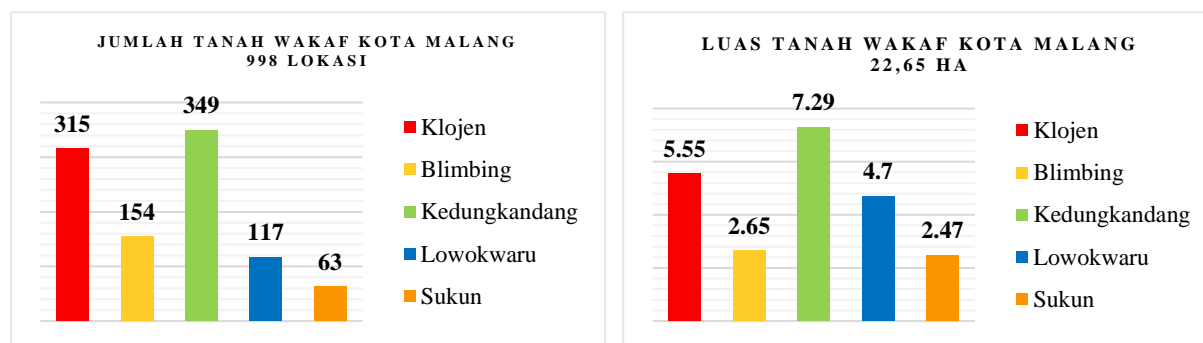 JUMLAH TANAH WAKAF KOTA MALANG
998 LOKASI
315
154
349
117
63
Klojen
Blimbing
Kedungkandang
Lowokwaru
Sukun
LUAS TANAH WAKAF KOTA MALANG
22,65 HA
5.55
2.65
7.29
4.7
2.47
Klojen
Blimbing
Kedungkandang
Lowokwaru
Sukun